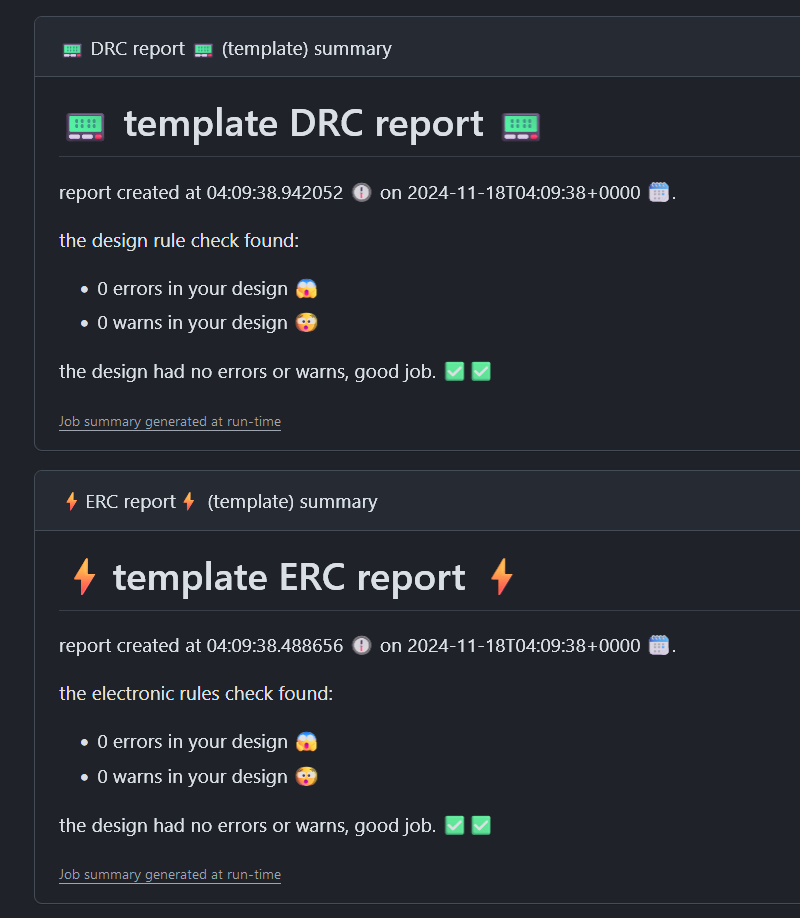 DRC report (template) summary
template DRC report
report created at 04:09:38.942052 on 2024-11-18T04:09:38+0000 .
the design rule check found:
• 0 errors in your design
• 0 warns in your design
the design had no errors or warns, good job.
Job summary generated at run-time
ERC report (template) summary
template ERC report
report created at 04:09:38.488656 on 2024-11-18T04:09:38+0000 .
the electronic rules check found:
• 0 errors in your design
• 0 warns in your design
the design had no errors or warns, good job.
Job summary generated at run-time